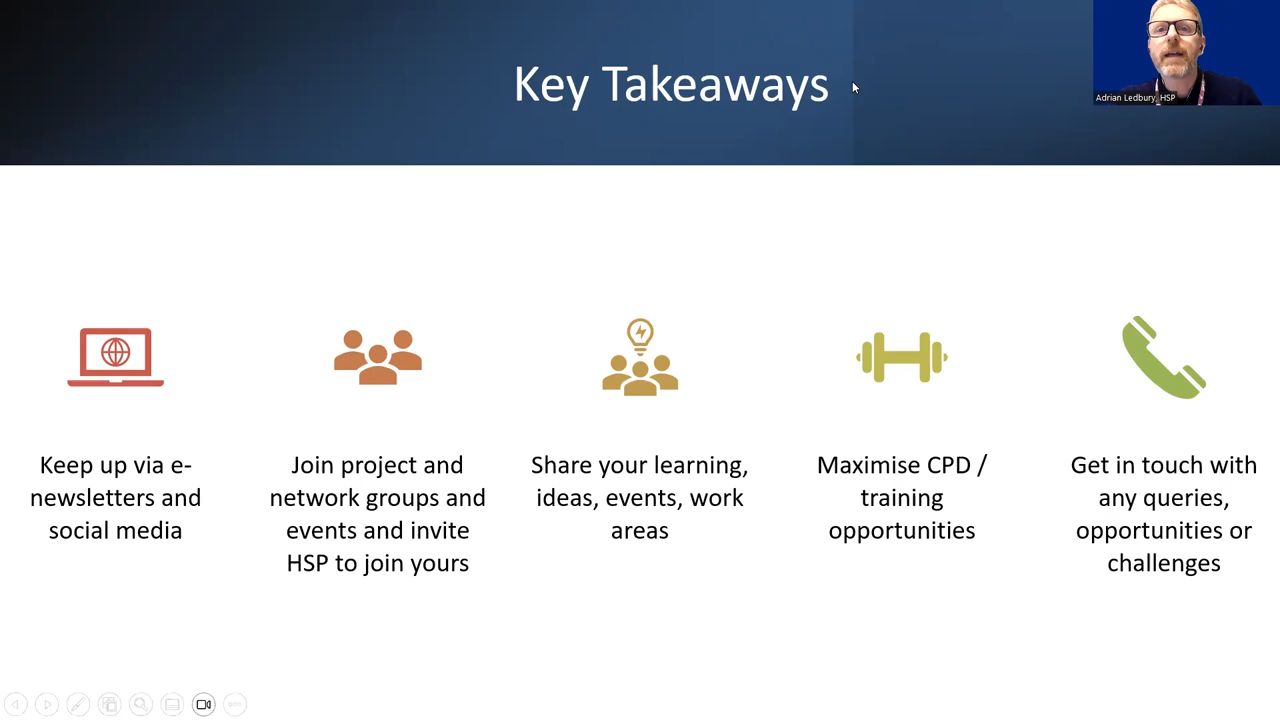 Key Takeaways
Adrian Ledbury, HSP
Keep up via e-
newsletters and
social media
Join project and
network groups and
events and invite
HSP to join yours
Share your learning,
ideas, events, work
areas
Maximise CPD /
training
opportunities
Get in touch with
any queries,
opportunities or
challenges